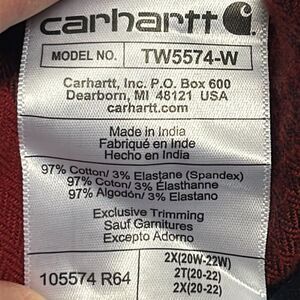 carhartt
MODEL NO. TW5574-W
Carhartt, Inc. P.O. Box 600
Dearborn, MI 48121 USA
carhartt.com
Made in India
Fabriqué en Inde
Hecho en Indie
97% Cotton/ 3% Elastane (Spandex)
97% Coton/ 3% Élasthanne
97% Algodón/ 3% Elastano
Exclusive Trimming
Sauf Garnitures
Excepto Adorno
105574 R64
2X(20W-22W)
2T(20-22)
2X(20-22)